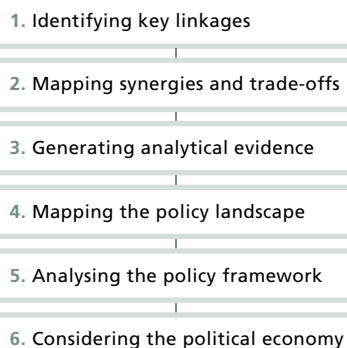 1. Identifying key linkages
2. Mapping synergies and trade-offs
3. Generating analytical evidence
4. Mapping the policy landscape
5. Analysing the policy framework
6. Considering the political economy